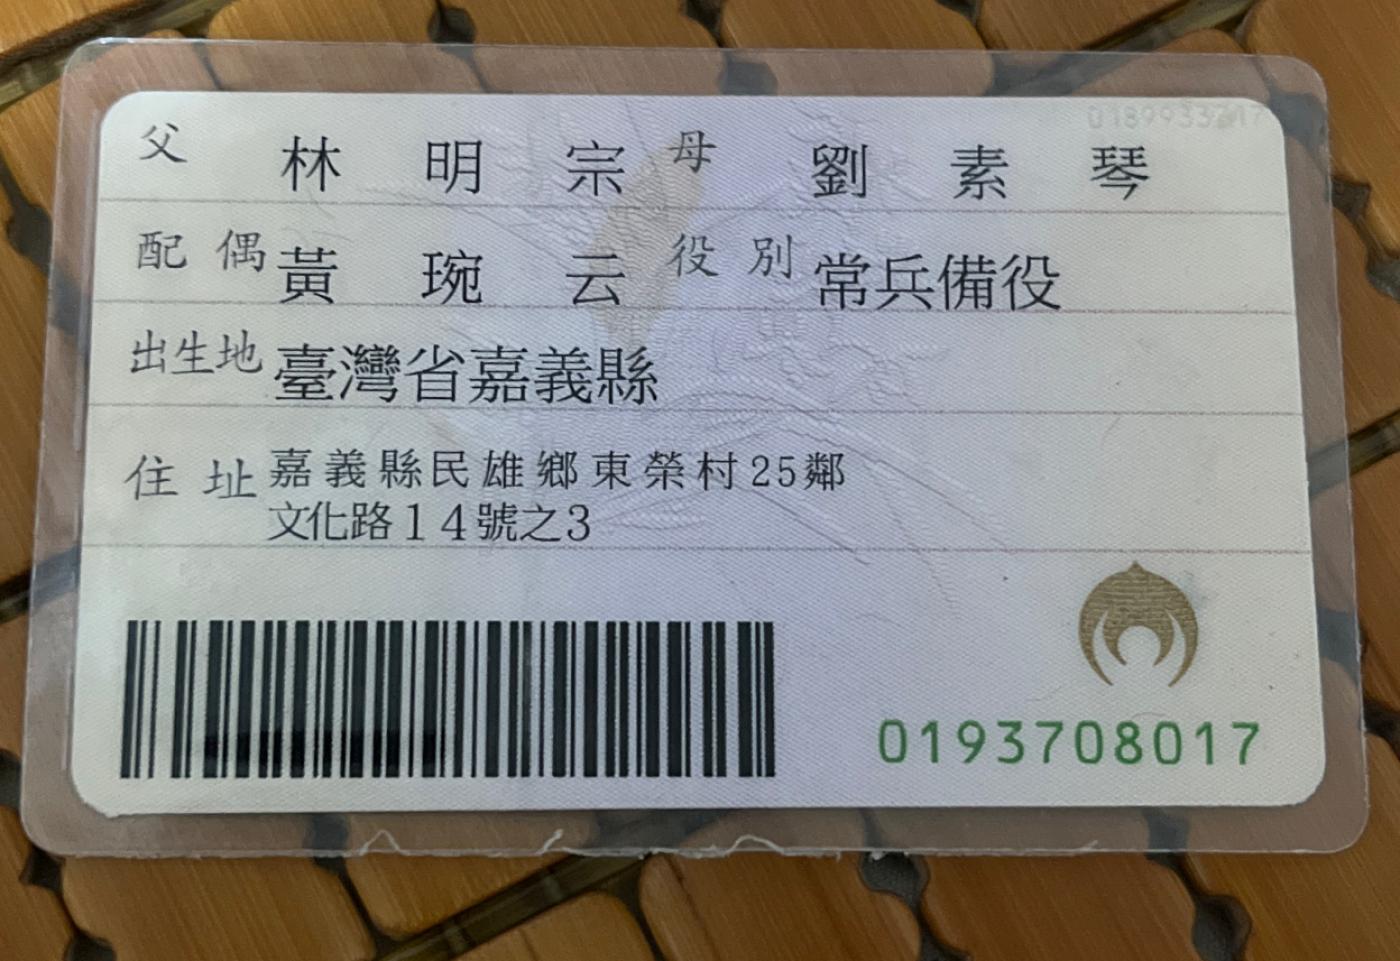 父 林明宗 母 劉素琴
配偶 黃琬云 役別 常兵備役
出生地 臺灣省嘉義縣
住址 嘉義縣民雄鄉東榮村25鄰
文化路14號之3
0193708017